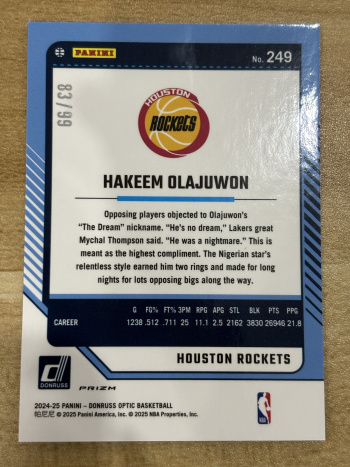 PANINI
No. 249
83/99
HOUSTON
ROCKETS
HAKEEM OLAJUWON
Opposing players objected to Olajuwon's
"The Dream" nickname. "He's no dream," Lakers great
Mychal Thompson said. "He was a nightmare." This is
meant as the highest compliment. The Nigerian star's
relentless style earned him two rings and made for long
nights for lots opposing bigs along the way.
G FG% FT% 3PM RPG APG STL BLK PTS PPG
CAREER 1238 .512 .711 25 11.1 2.5 2162 3830 26946 21.8
HOUSTON ROCKETS
DONRUSS
PRIZM
2024-25 PANINI – DONRUSS OPTIC BASKETBALL
帕尼尼 © 2025 Panini America, Inc. © 2025 NBA Properties, Inc.
NBA